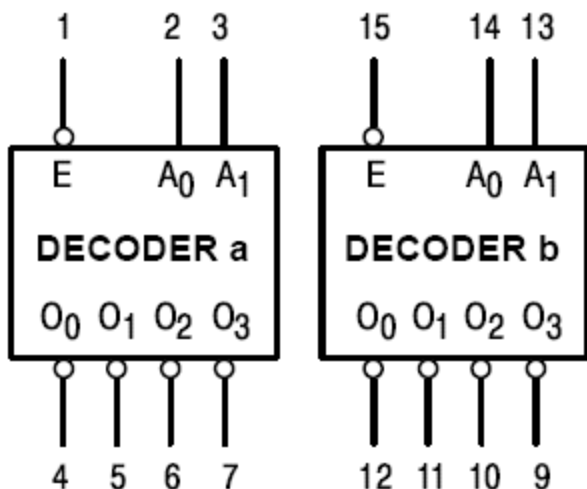 1 2 3 15 14 13
E A0 A1 E A0 A1
DECODER a DECODER b
O0 O1 O2 O3 O0 O1 O2 O3
4 5 6 7 12 11 10 9